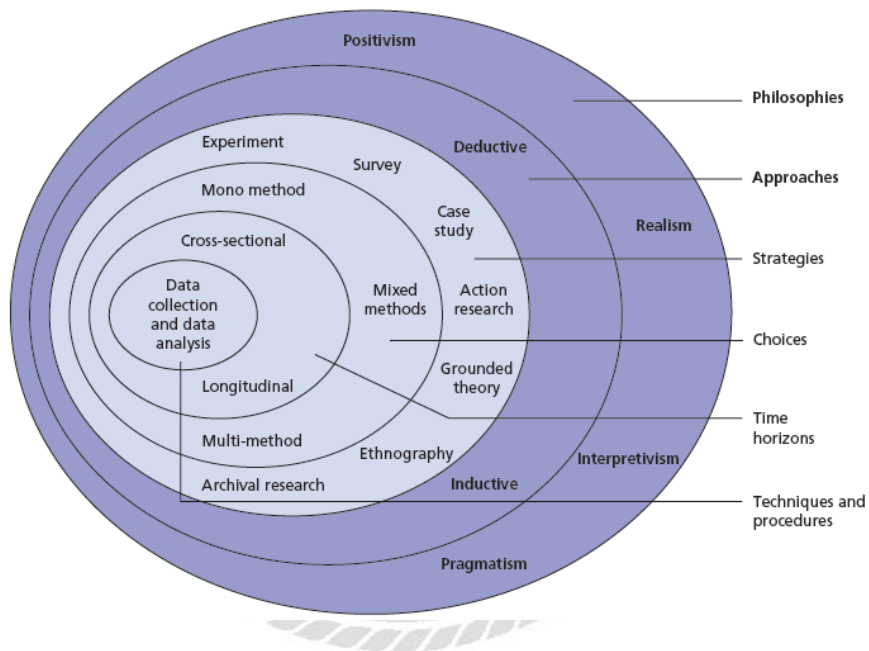 Positivism
Philosophies
Experiment
Deductive
Survey
Approaches
Mono method
Case
study
Realism
Cross-sectional
Strategies
Data
collection
and data
analysis
Mixed
methods
Action
research
Choices
Longitudinal
Grounded
theory
Time
horizons
Multi-method
Ethnography
Interpretivism
Archival research
Inductive
Techniques and
procedures
Pragmatism